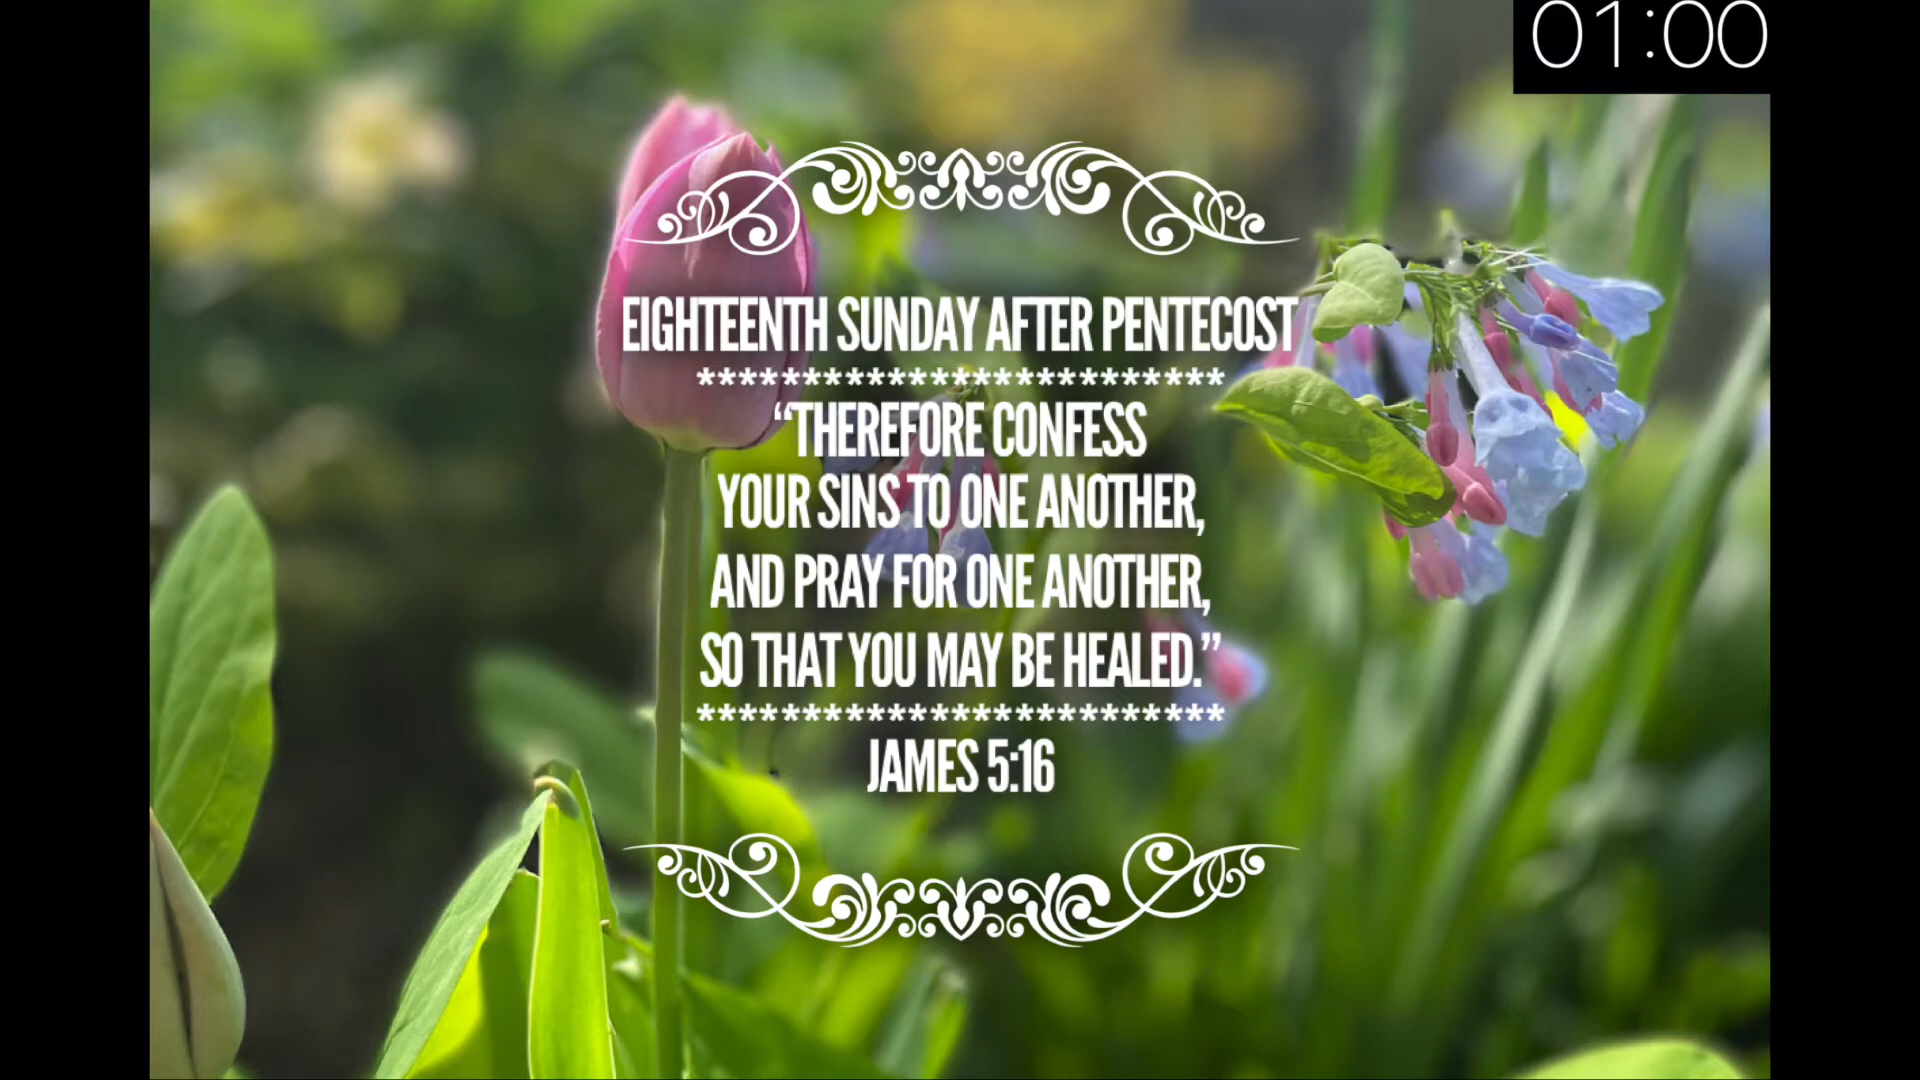 01:00
EIGHTEENTH SUNDAY AFTER PENTECOST
*************************
“THEREFORE CONFESS
YOUR SINS TO ONE ANOTHER,
AND PRAY FOR ONE ANOTHER,
SO THAT YOU MAY BE HEALED.”
*************************
JAMES 5:16